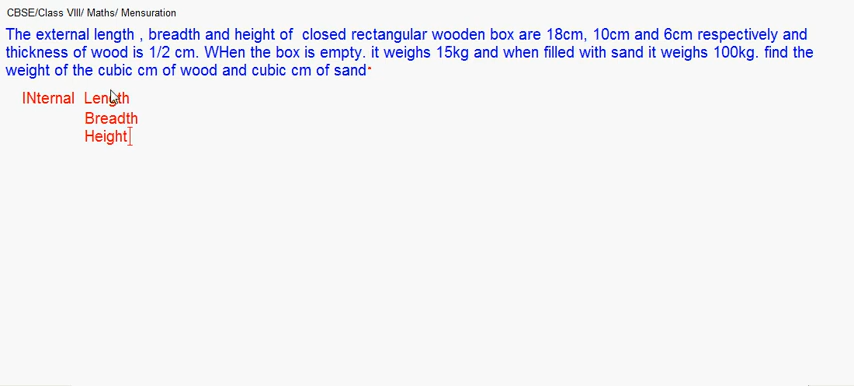 CBSE/Class VIII/ Maths/ Mensuration
The external length , breadth and height of closed rectangular wooden box are 18cm, 10cm and 6cm respectively and
thickness of wood is 1/2 cm. WHen the box is empty. it weighs 15kg and when filled with sand it weighs 100kg. find the
weight of the cubic cm of wood and cubic cm of sand
INternal Length
Breadth
Height